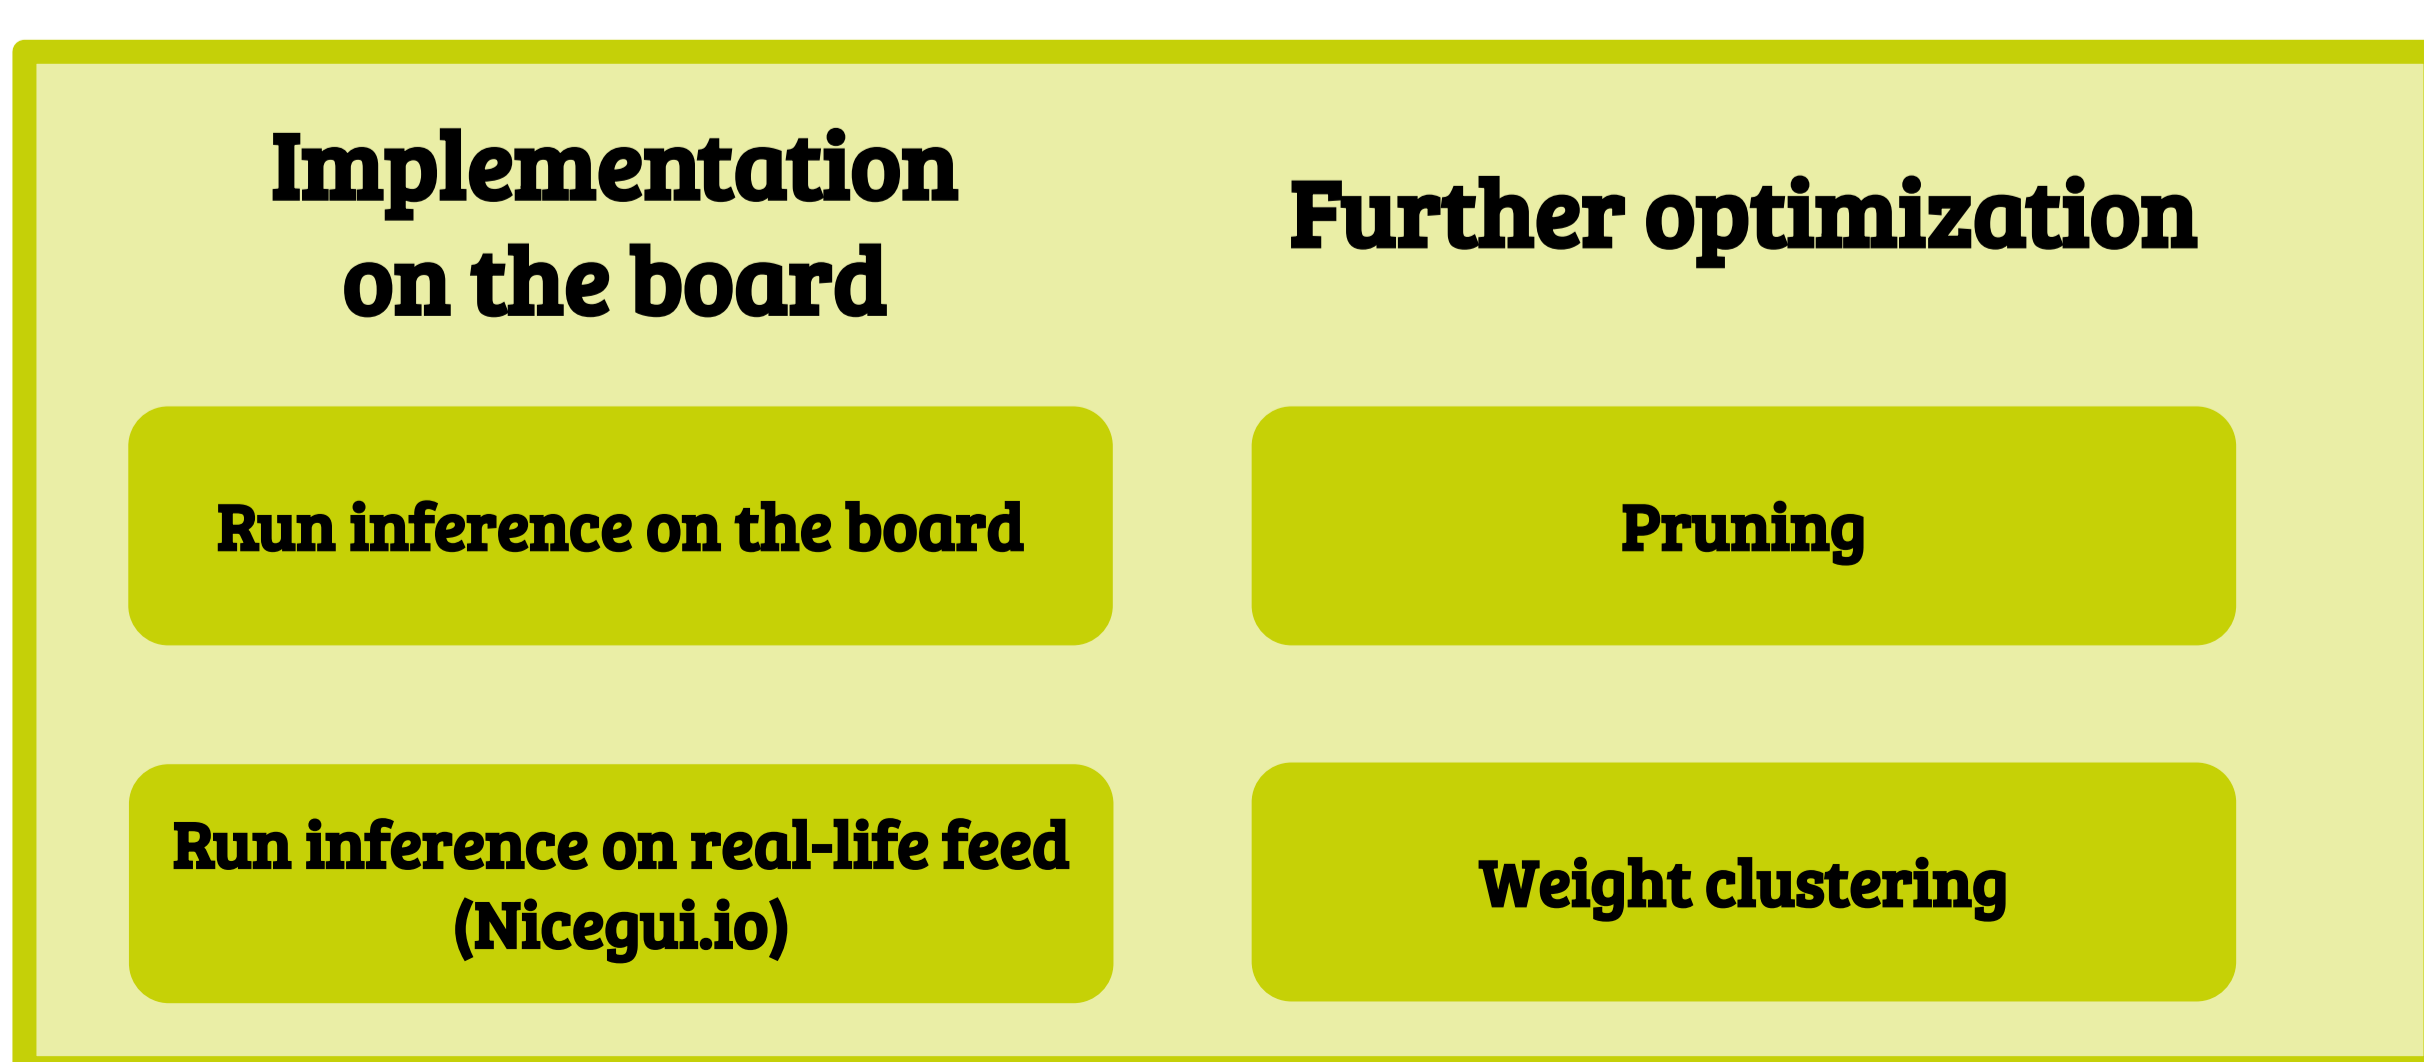 Implementation
on the board
Run inference on the board
Run inference on real-life feed
(Nicegui.io)
Further optimization
Pruning
Weight clustering